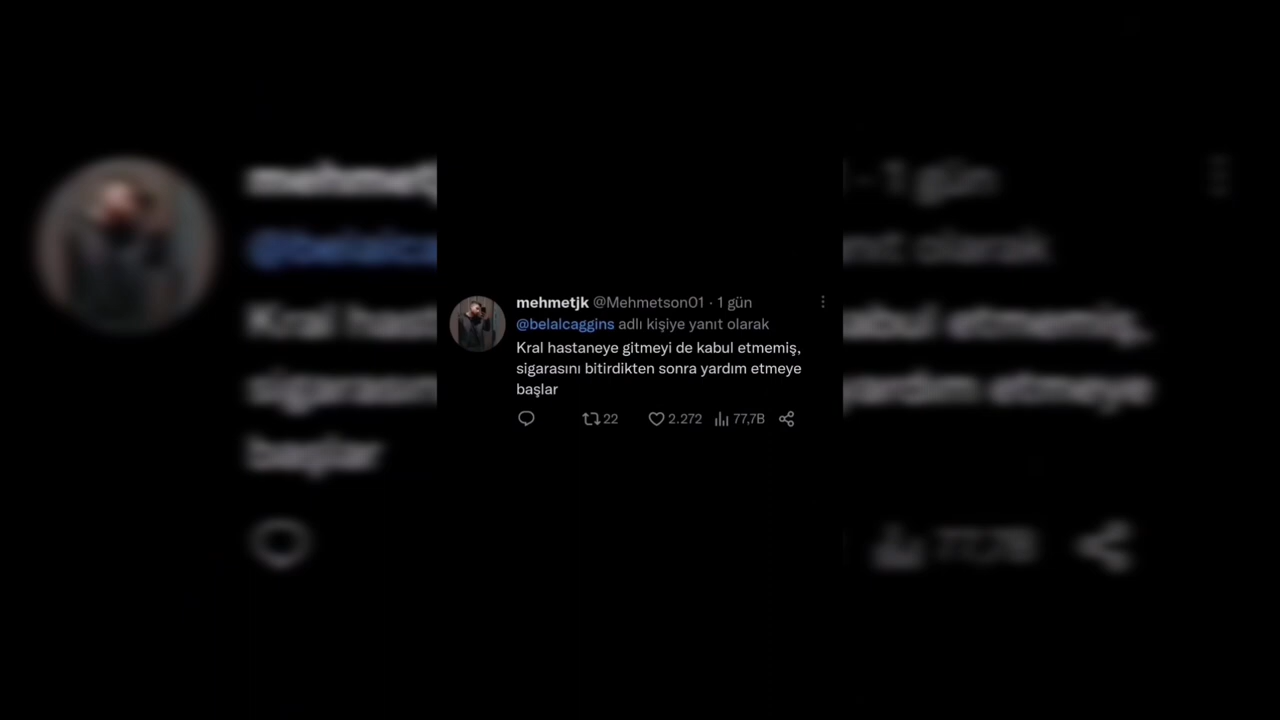 mehmetjk @Mehmetson01 · 1 gün
@belalcaggins adlı kişiye yanıt olarak
Kral hastaneye gitmeyi de kabul etmemiş,
sigarasını bitirdikten sonra yardım etmeye
başlar
22 2.272 77,7B